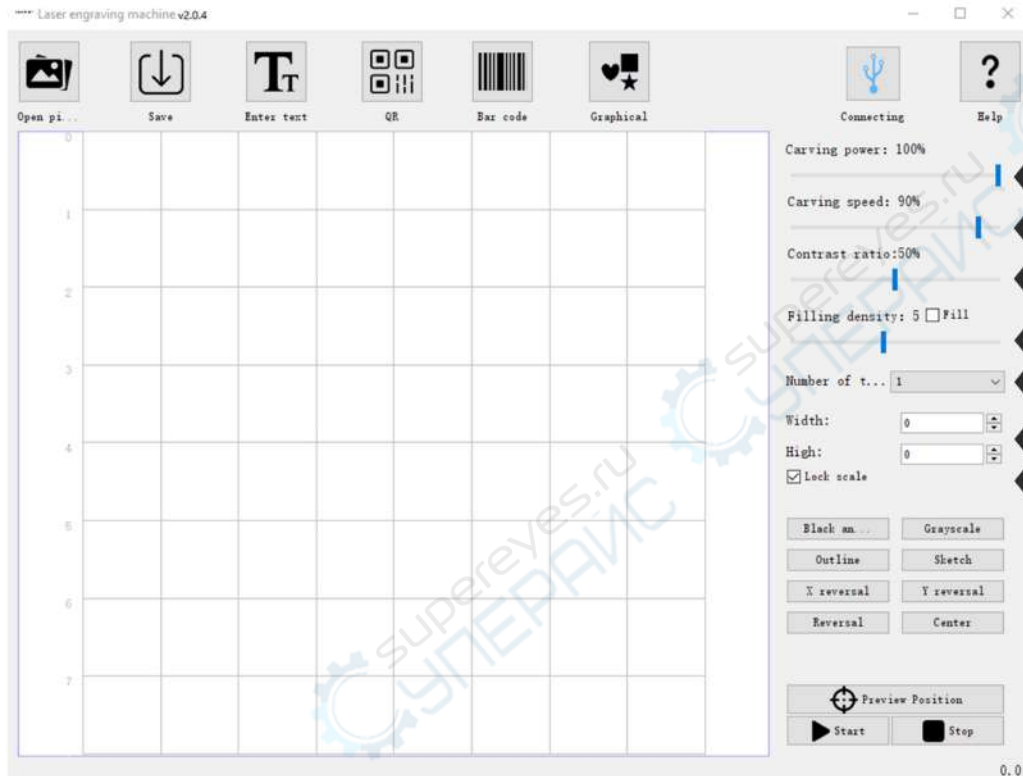 Laser engraving machine v2.0.4
Open pi...
Save
Enter text
QR
Bar code
Graphical
Connecting
Help
0
1
2
3
4
5
6
7
Carving power: 100%
Carving speed: 90%
Contrast ratio:50%
Filling density: 5 Fill
Number of t... 1
Width: 0
High: 0
Lock scale
Black an...
Grayscale
Outline
Sketch
X reversal
Y reversal
Reversal
Center
Preview Position
Start
Stop
0.0
supereyes.ru
СУПЕРАЙС
supereyes.ru
СУПЕРАЙС